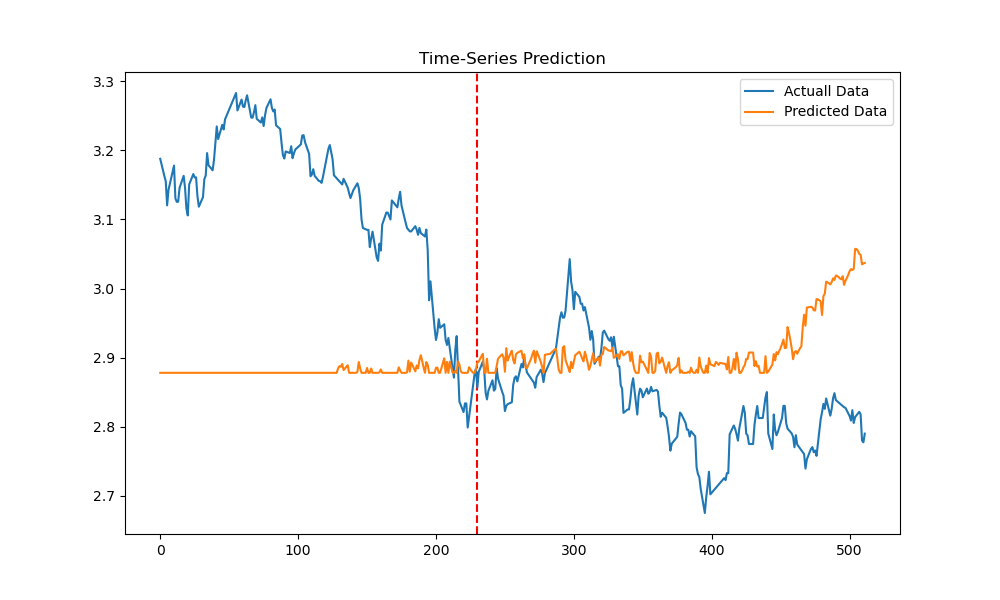 Time-Series Prediction
Actuall Data
Predicted Data
3.3
3.2
3.1
3.0
2.9
2.8
2.7
0 100 200 300 400 500